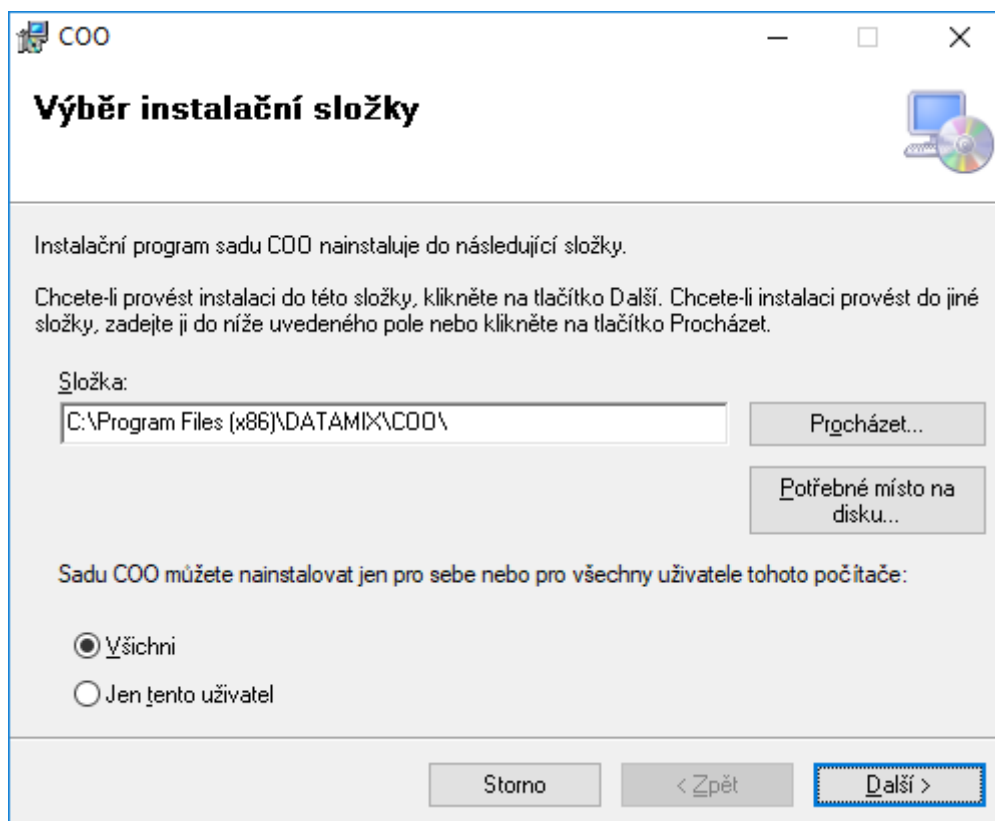 COO
Výběr instalační složky
Instalační program sadu COO nainstaluje do následující složky.
Chcete-li provést instalaci do této složky, klikněte na tlačítko Další. Chcete-li instalaci provést do jiné
složky, zadejte ji do níže uvedeného pole nebo klikněte na tlačítko Procházet.
Složka:
C:\Program Files (x86)\DATAMIX\COO\
Procházet...
Potřebné místo na
disku...
Sadu COO můžete nainstalovat jen pro sebe nebo pro všechny uživatele tohoto počítače:
Všichni
Jen tento uživatel
Storno
< Zpět
Další >